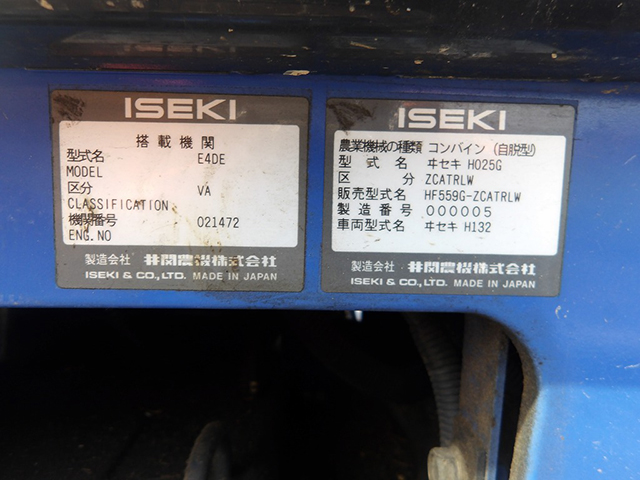 ISEKI
搭載機関
型式名 E4DE
MODEL
区分 VA
CLASSIFICATION
機関番号 021472
ENG.NO
製造会社 井関農機株式会社
ISEKI & CO.,LTD. MADE IN JAPAN
ISEKI
農業機械の種類 コンバイン (自脱型)
型式名 ヰセキ HO25G
区分 ZCATRLW
販売型式名 HF559G-ZCATRLW
製造番号 000005
車両型式名 ヰセキ H132
製造会社 井関農機株式会社
ISEKI & CO.,LTD. MADE IN JAPAN